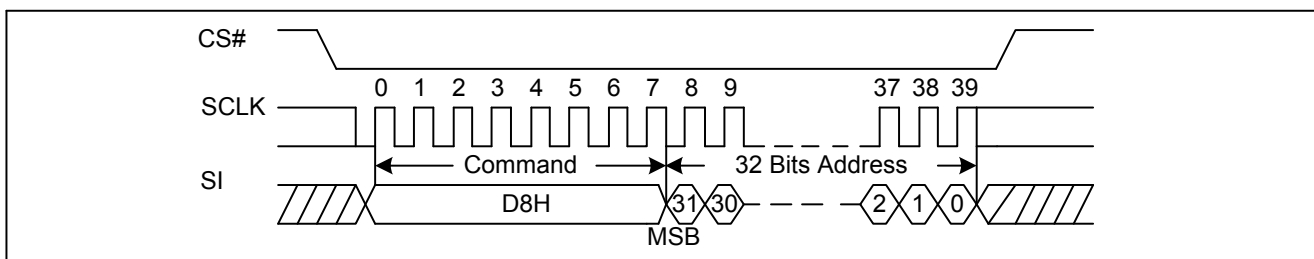 CS#
0 1 2 3 4 5 6 7 8 9 37 38 39
SCLK
Command 32 Bits Address
SI
D8H 31 30 2 1 0
MSB